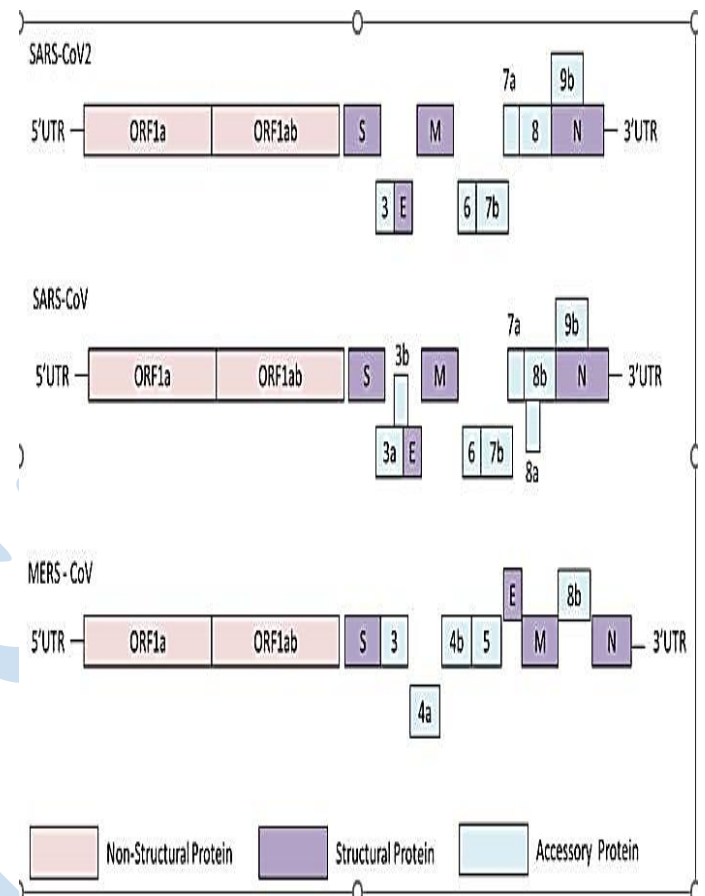 SARS-CoV2
7a 9b
5'UTR ORF1a ORF1ab S M 8 N 3'UTR
3 E 6 7b
SARS-CoV
3b 7a 9b
5'UTR ORF1a ORF1ab S M 8b N 3'UTR
3a E 6 7b 8a
MERS - CoV
E 8b
5'UTR ORF1a ORF1ab S 3 4b 5 M N 3'UTR
4a
Non-Structural Protein Structural Protein Accessory Protein